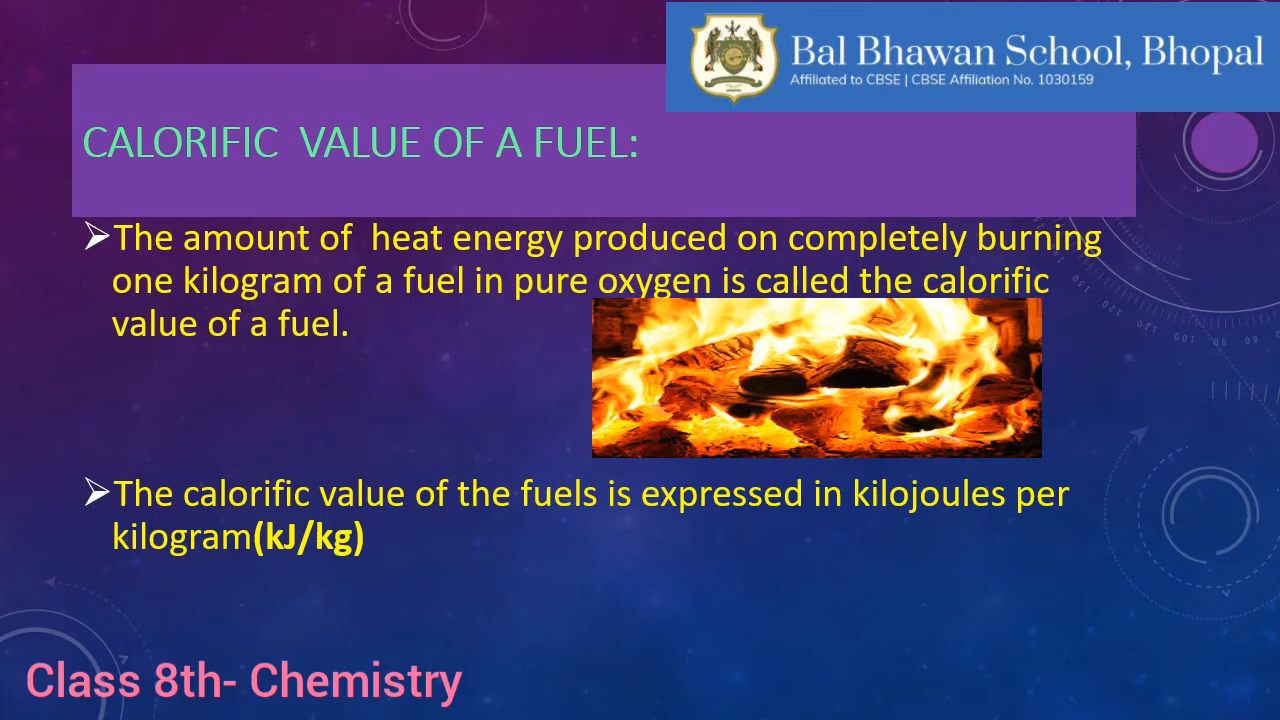 Bal Bhawan School, Bhopal
Affiliated to CBSE | CBSE Affiliation No. 1030159
CALORIFIC VALUE OF A FUEL:
➢The amount of heat energy produced on completely burning
one kilogram of a fuel in pure oxygen is called the calorific
value of a fuel.
➢The calorific value of the fuels is expressed in kilojoules per
kilogram(kJ/kg)
Class 8th- Chemistry